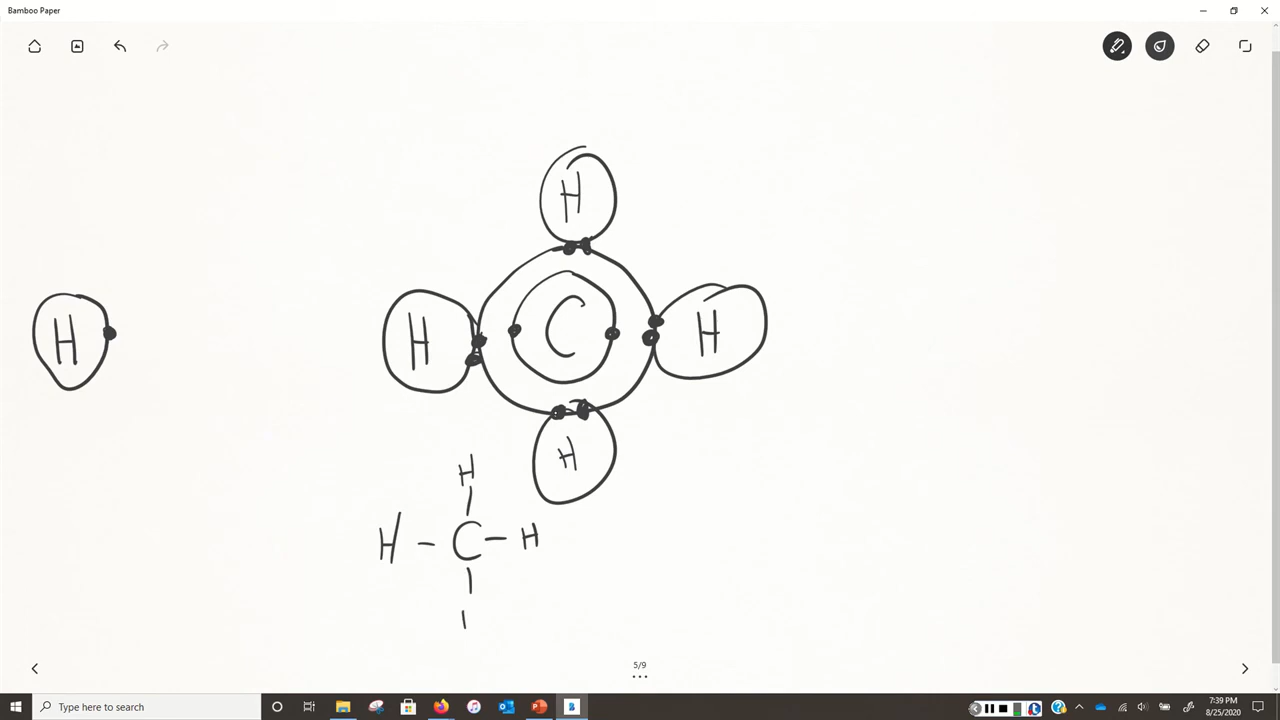 Bamboo Paper
H
H
H
C
H
H
H
H - C - H
5/9
Type here to search
7:39 PM
8/25/2020